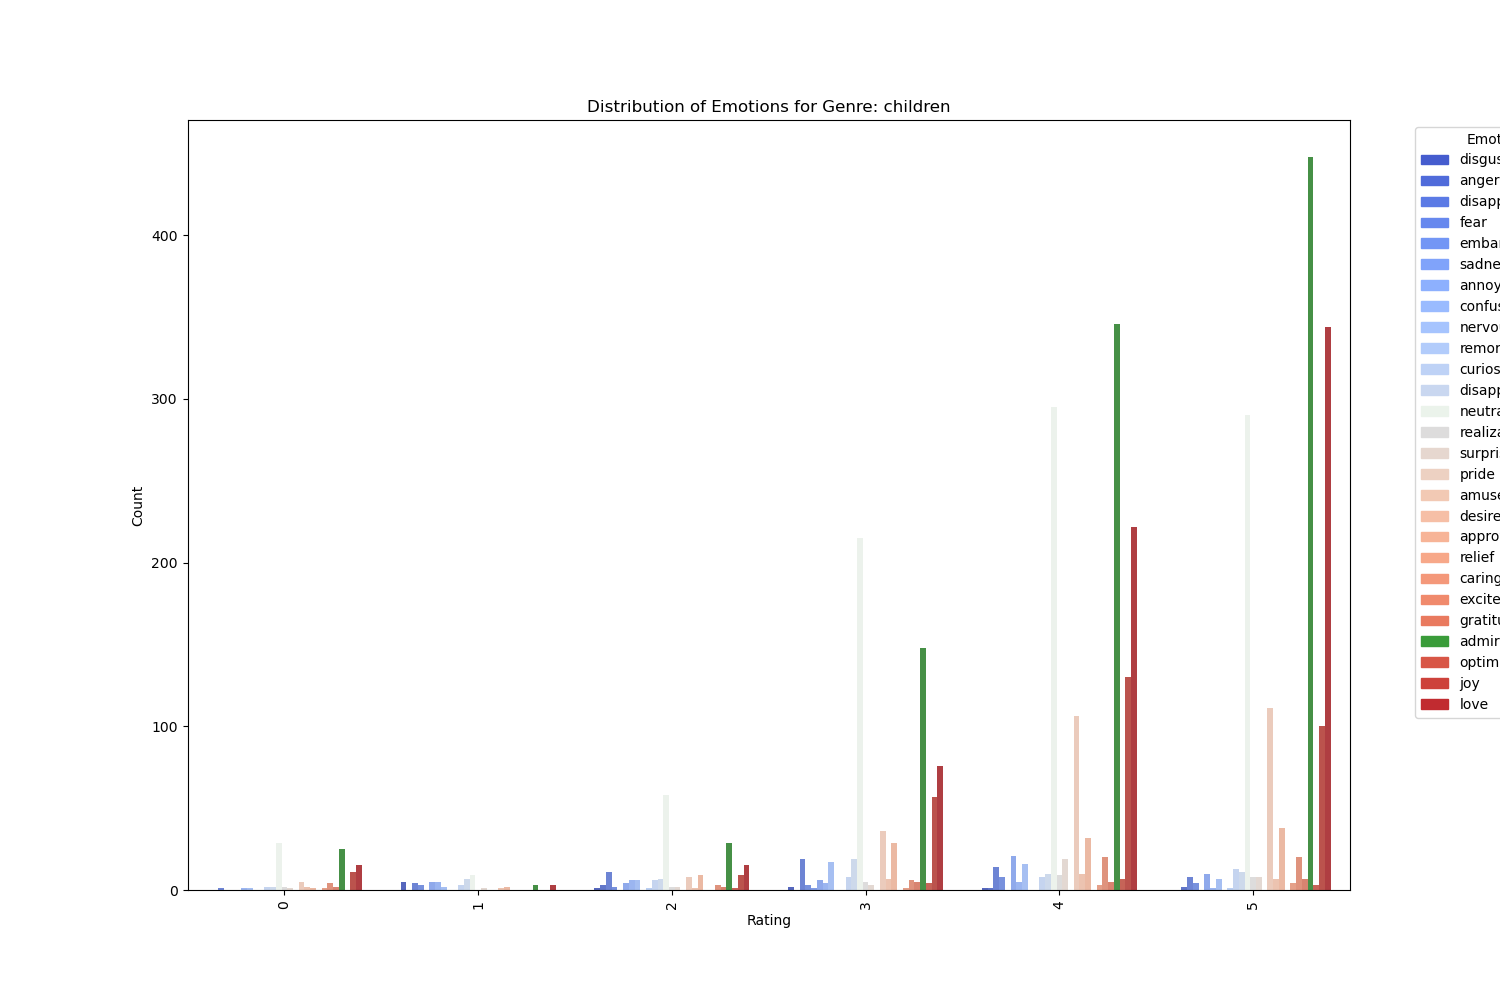 Distribution of Emotions for Genre: children
Count
400
300
200
100
0
0
1
2
3
4
5
Rating
Emot
disgus
anger
disapp
fear
embar
sadne
annoy
confus
nervo
remor
curios
disapp
neutra
realiza
surpri
pride
amuse
desire
appro
relief
caring
excite
gratitu
admir
optim
joy
love